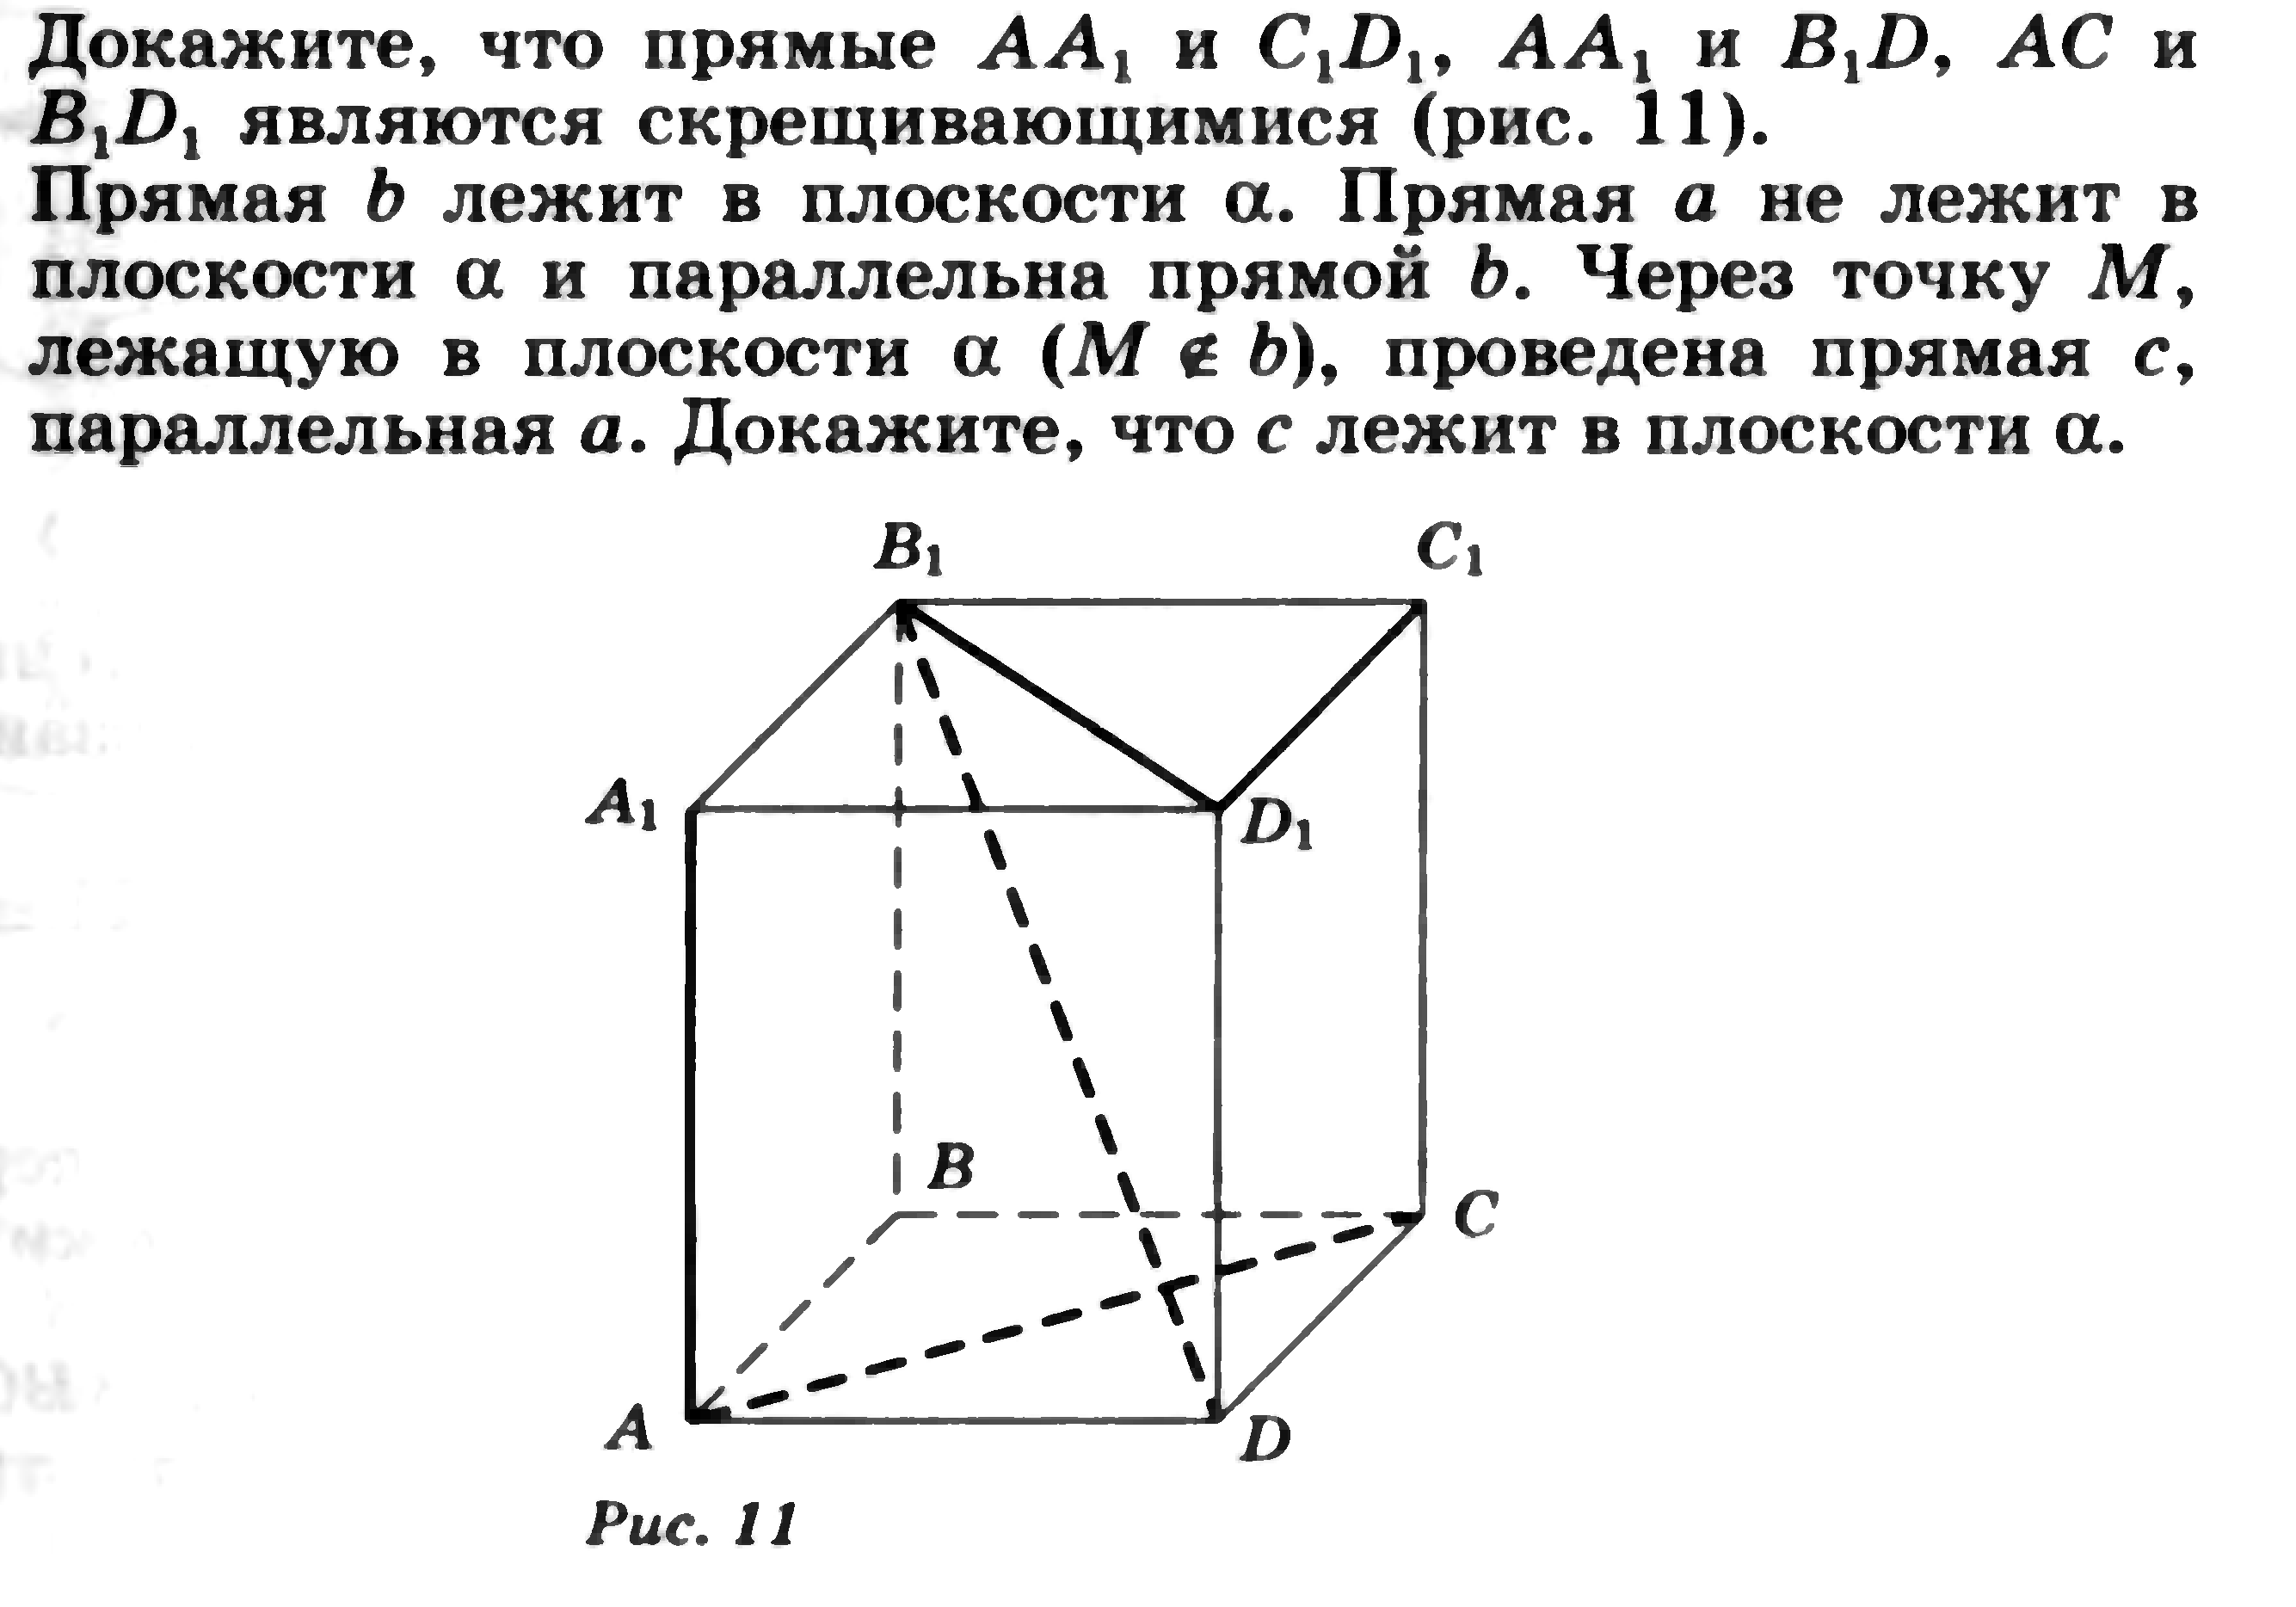 Докажите, что прямые AA₁ и C₁D₁, AA₁ и B₁D, AC и
B₁D₁ являются скрещивающимися (рис. 11).
Прямая b лежит в плоскости α. Прямая a не лежит в
плоскости α и параллельна прямой b. Через точку M,
лежащую в плоскости α (M ∉ b), проведена прямая c,
параллельная a. Докажите, что c лежит в плоскости α.
B₁
C₁
A₁
D₁
B
C
A
D
Рис. 11